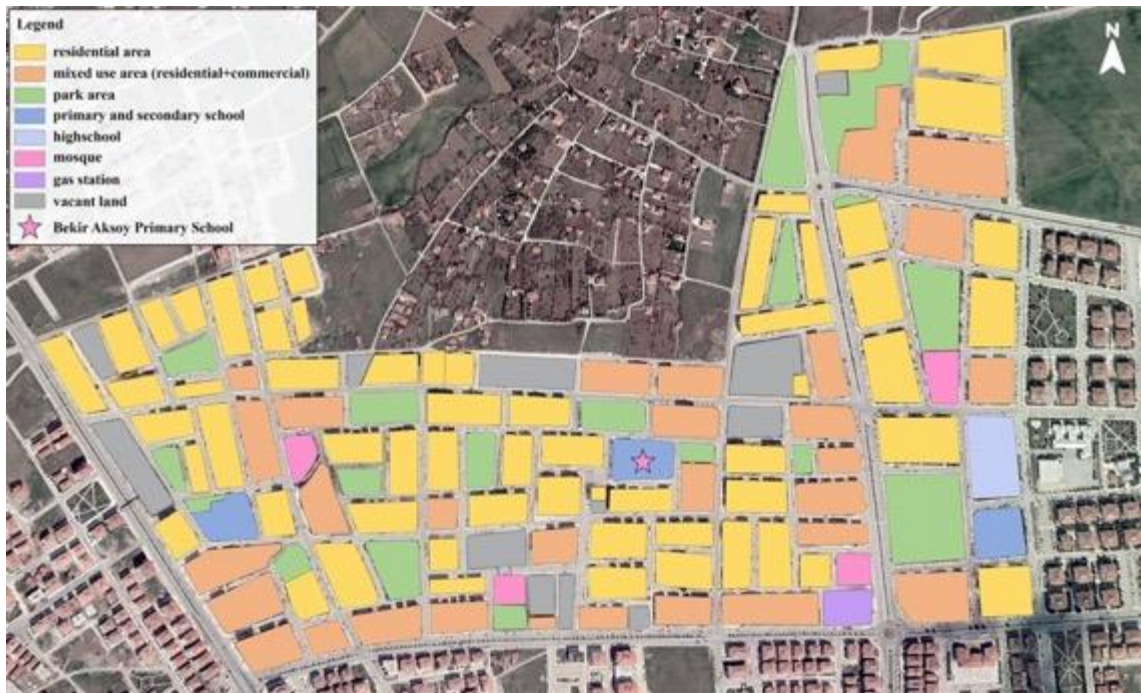 Legend
residential area
mixed use area (residential+commercial)
park area
primary and secondary school
highschool
mosque
gas station
vacant land
Bekir Aksoy Primary School
N